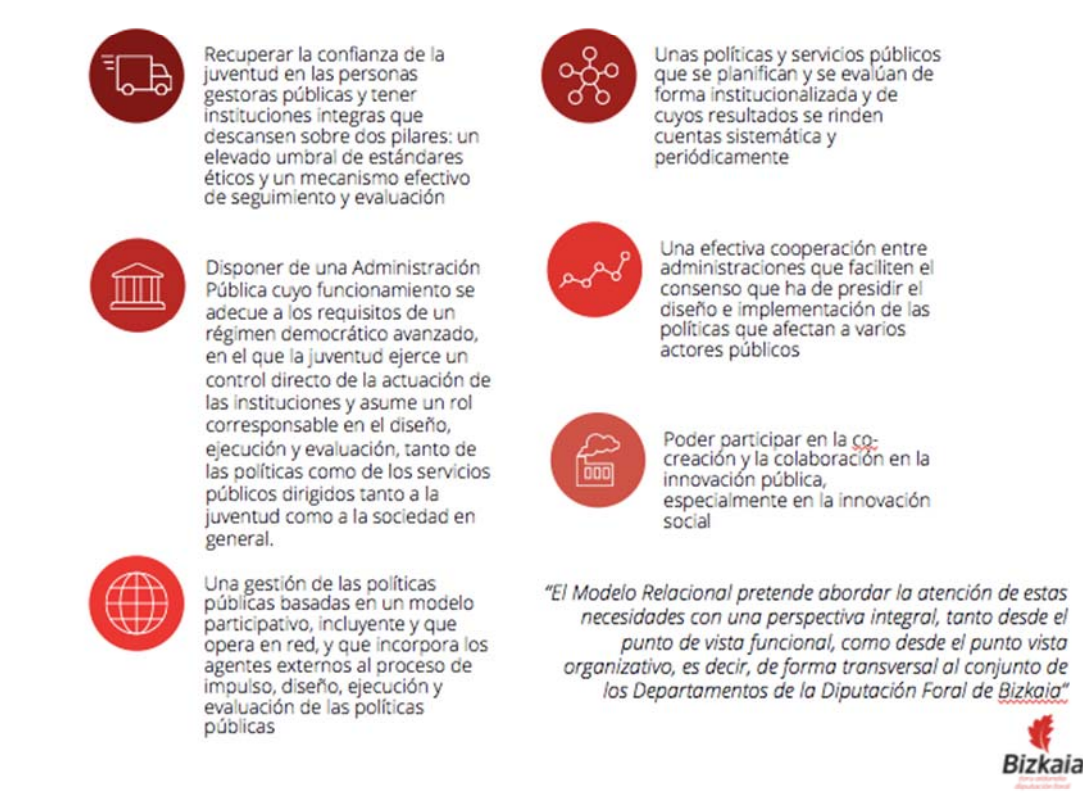 Recuperar la confianza de la
juventud en las personas
gestoras públicas y tener
instituciones integras que
descansen sobre dos pilares: un
elevado umbral de estándares
éticos y un mecanismo efectivo
de seguimiento y evaluación
Disponer de una Administración
Pública cuyo funcionamiento se
adecue a los requisitos de un
régimen democrático avanzado,
en el que la juventud ejerce un
control directo de la actuación de
las instituciones y asume un rol
corresponsable en el diseño,
ejecución y evaluación, tanto de
las políticas como de los servicios
públicos dirigidos tanto a la
juventud como a la sociedad en
general.
Una gestión de las políticas
públicas basadas en un modelo
participativo, incluyente y que
opera en red, y que incorpora los
agentes externos al proceso de
impulso, diseño, ejecución y
evaluación de las políticas
públicas
Unas políticas y servicios públicos
que se planifican y se evalúan de
forma institucionalizada y de
cuyos resultados se rinden
cuentas sistemática y
periódicamente
Una efectiva cooperación entre
administraciones que faciliten el
consenso que ha de presidir el
diseño e implementación de las
políticas que afectan a varios
actores públicos
Poder participar en la co-
creación y la colaboración en la
innovación pública,
especialmente en la innovación
social
“El Modelo Relacional pretende abordar la atención de estas
necesidades con una perspectiva integral, tanto desde el
punto de vista funcional, como desde el punto vista
organizativo, es decir, de forma transversal al conjunto de
los Departamentos de la Diputación Foral de Bizkaia”
Bizkaia
foru aldundia
diputación foral